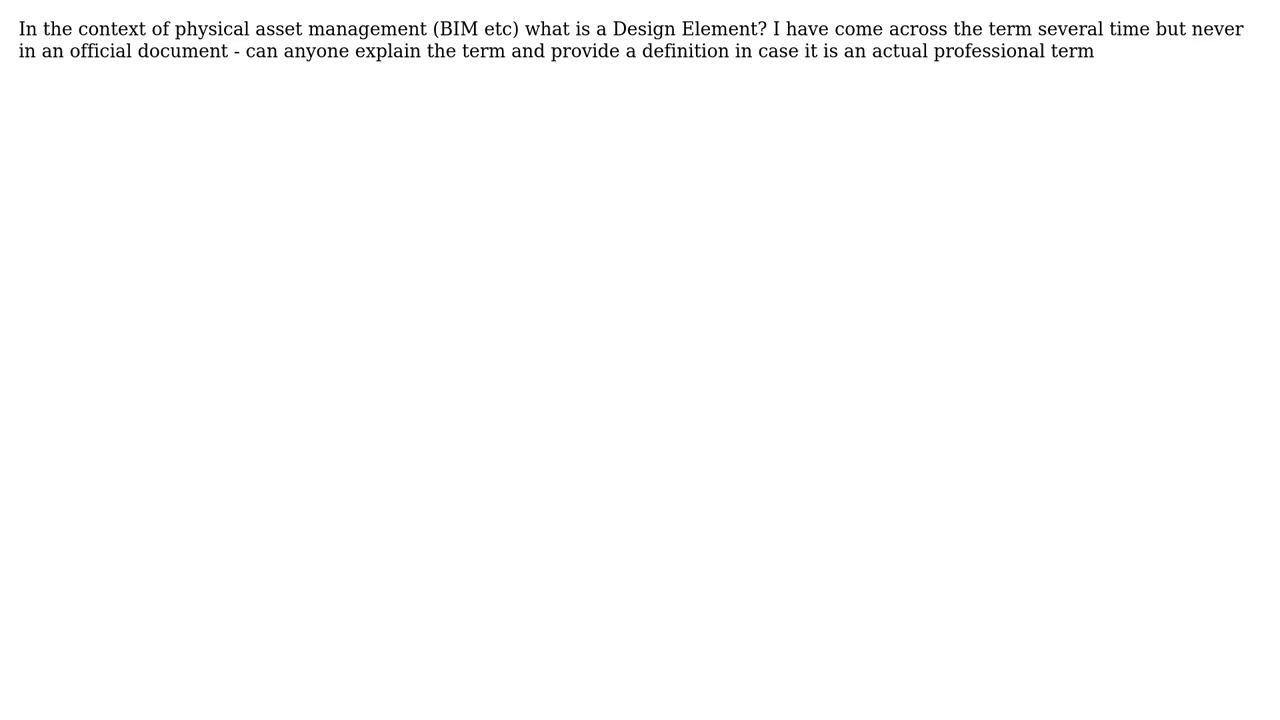 In the context of physical asset management (BIM etc) what is a Design Element? I have come across the term several time but never
in an official document - can anyone explain the term and provide a definition in case it is an actual professional term